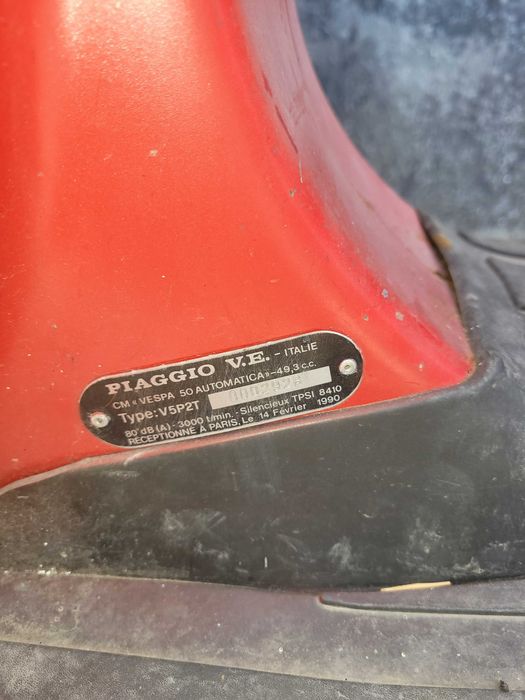 PIAGGIO V.E. - ITALIE
CM « VESPA 50 AUTOMATICA » - 49,3 c.c.
Type: V5P2T
80 dB (A) - 3000 t/min - Silencieux TPSI 8410
RECEPTIONNE A PARIS, Le 14 Février 1990